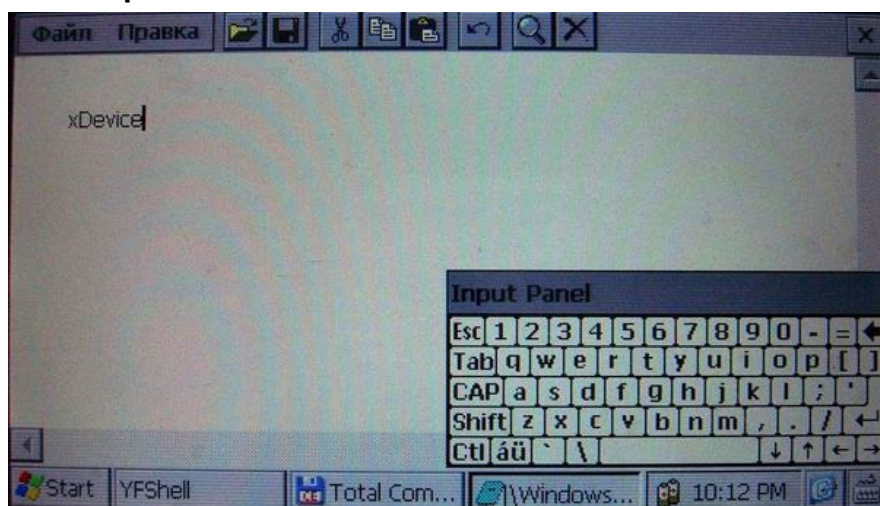 Файл Правка
xDevice
Input Panel
Esc 1 2 3 4 5 6 7 8 9 0 - = ←
Tab q w e r t y u i o p [ ]
CAP a s d f g h j k l ; '
Shift z x c v b n m , . / ↵
Ctl áü ` \ ↓ ↑ ← →
Start YFShell Total Com... \Windows... 10:12 PM